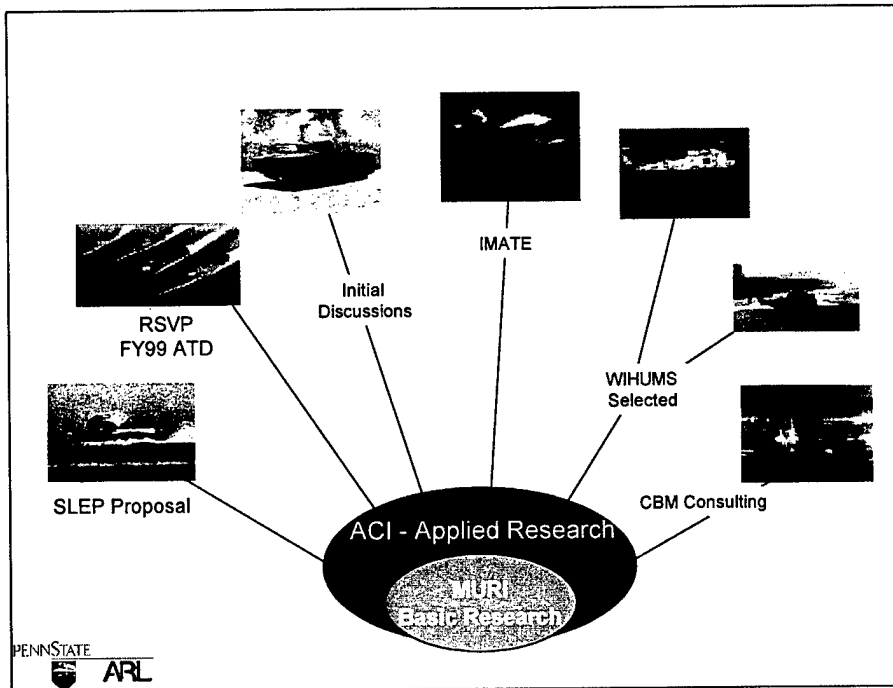 IMATE
Initial
Discussions
RSVP
FY99 ATD
WIHUMS
Selected
SLEP Proposal
CBM Consulting
ACI - Applied Research
MURI
Basic Research
PENNSTATE
ARL